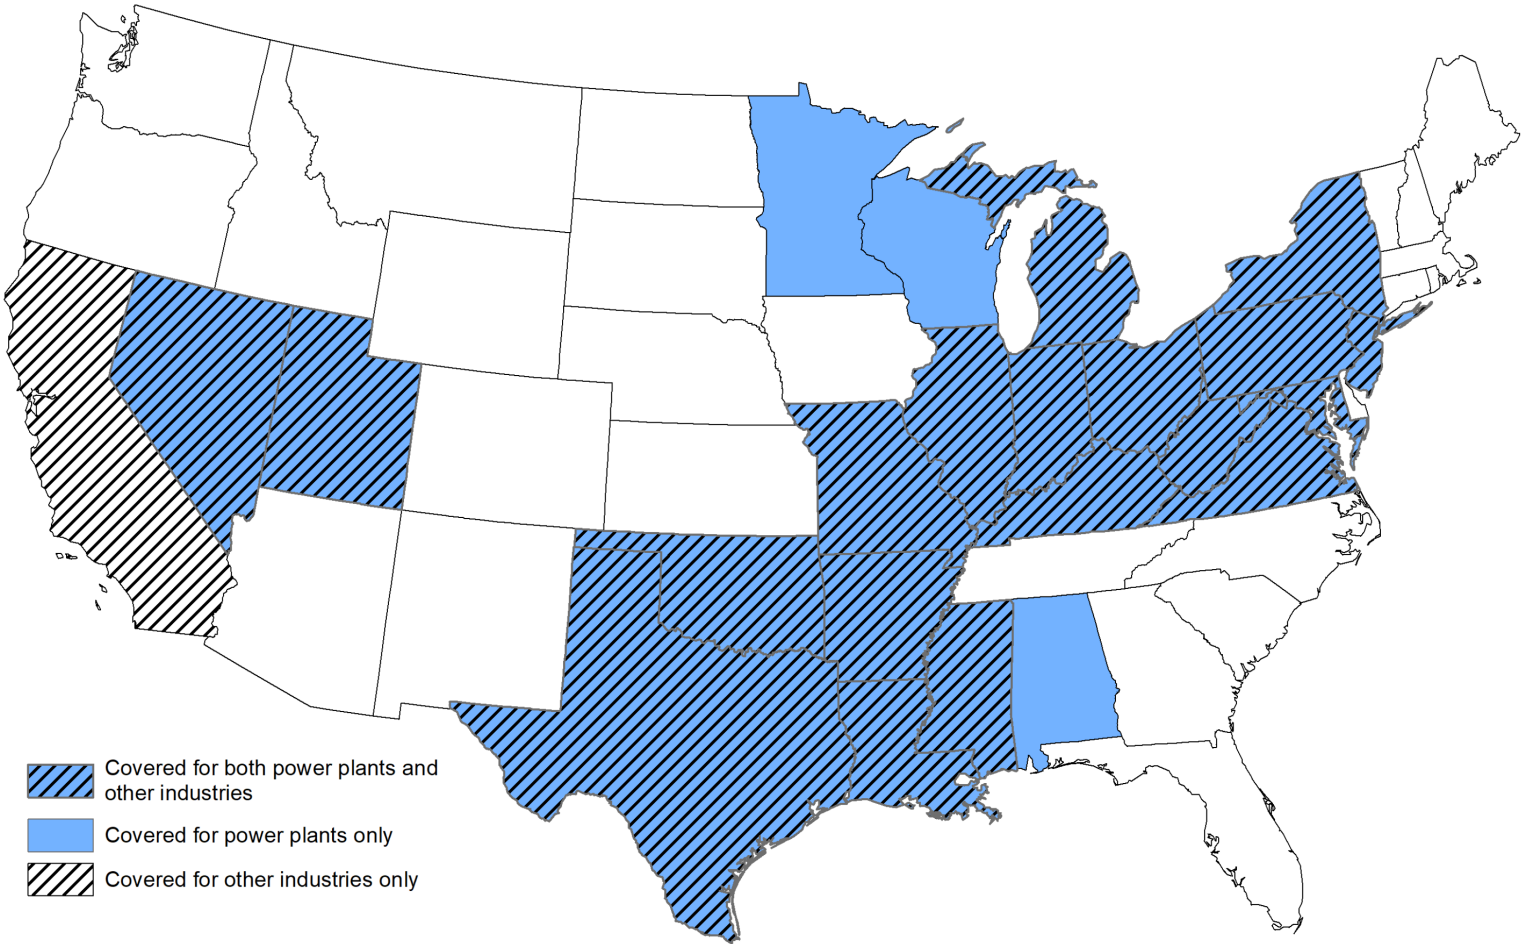 Covered for both power plants and
other industries
Covered for power plants only
Covered for other industries only